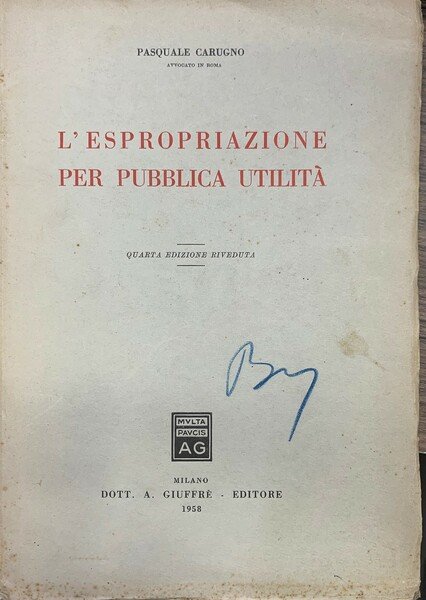 PASQUALE CARUGNO
AVVOCATO IN ROMA
L'ESPROPRIAZIONE
PER PUBBLICA UTILITÀ
QUARTA EDIZIONE RIVEDUTA
MVLTA
PAVCIS
AG
MILANO
DOTT. A. GIUFFRÈ - EDITORE
1958